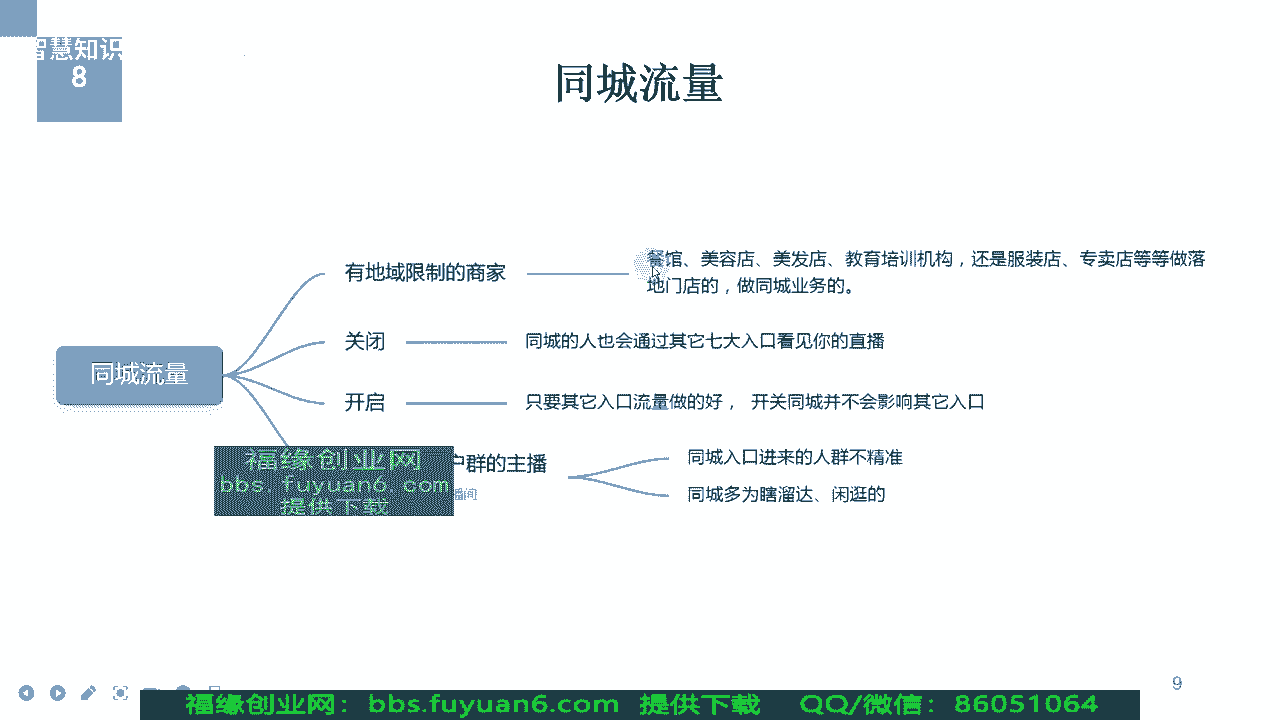 智慧知识
8
同城流量
有地域限制的商家
餐馆、美容店、美发店、教育培训机构，还是服装店、专卖店等等做落
地门店的，做同城业务的。
关闭
同城的人也会通过其它七大入口看见你的直播
同城流量
开启
只要其它入口流量做的好， 开关同城并不会影响其它入口
户群的主播
播间
同城入口进来的人群不精准
同城多为瞎溜达、闲逛的
福缘创业网
bbs.fuyuan6.com
提供下载
9
福缘创业网：bbs.fuyuan6.com 提供下载 QQ/微信：86051064